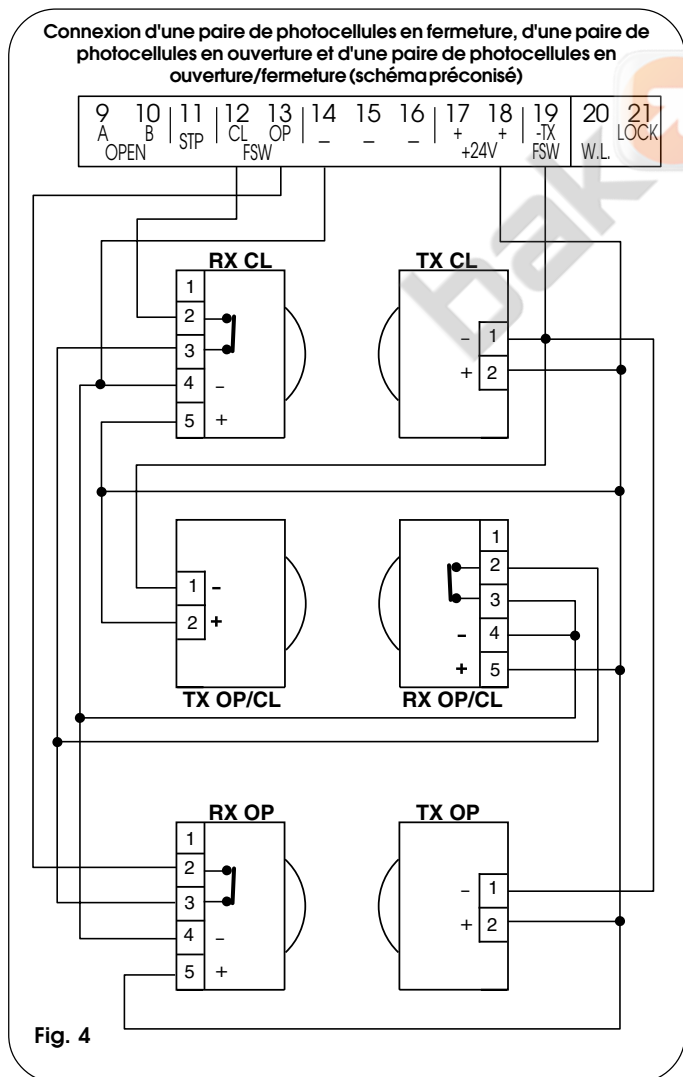 Connexion d'une paire de photocellules en fermeture, d'une paire de
photocellules en ouverture et d'une paire de photocellules en
ouverture/fermeture (schéma préconisé)
9 10 11 12 13 14 15 16 17 18 19 20 21
A B STP CL OP _ _ _ + + -TX LOCK
OPEN FSW +24V FSW W.L.
RX CL TX CL
1
2
3
4 –
5 +
– 1
+ 2
1 -
2 +
1
2
3
- 4
+ 5
TX OP/CL RX OP/CL
RX OP TX OP
1
2
3
4 –
5 +
– 1
+ 2
Fig. 4
bak